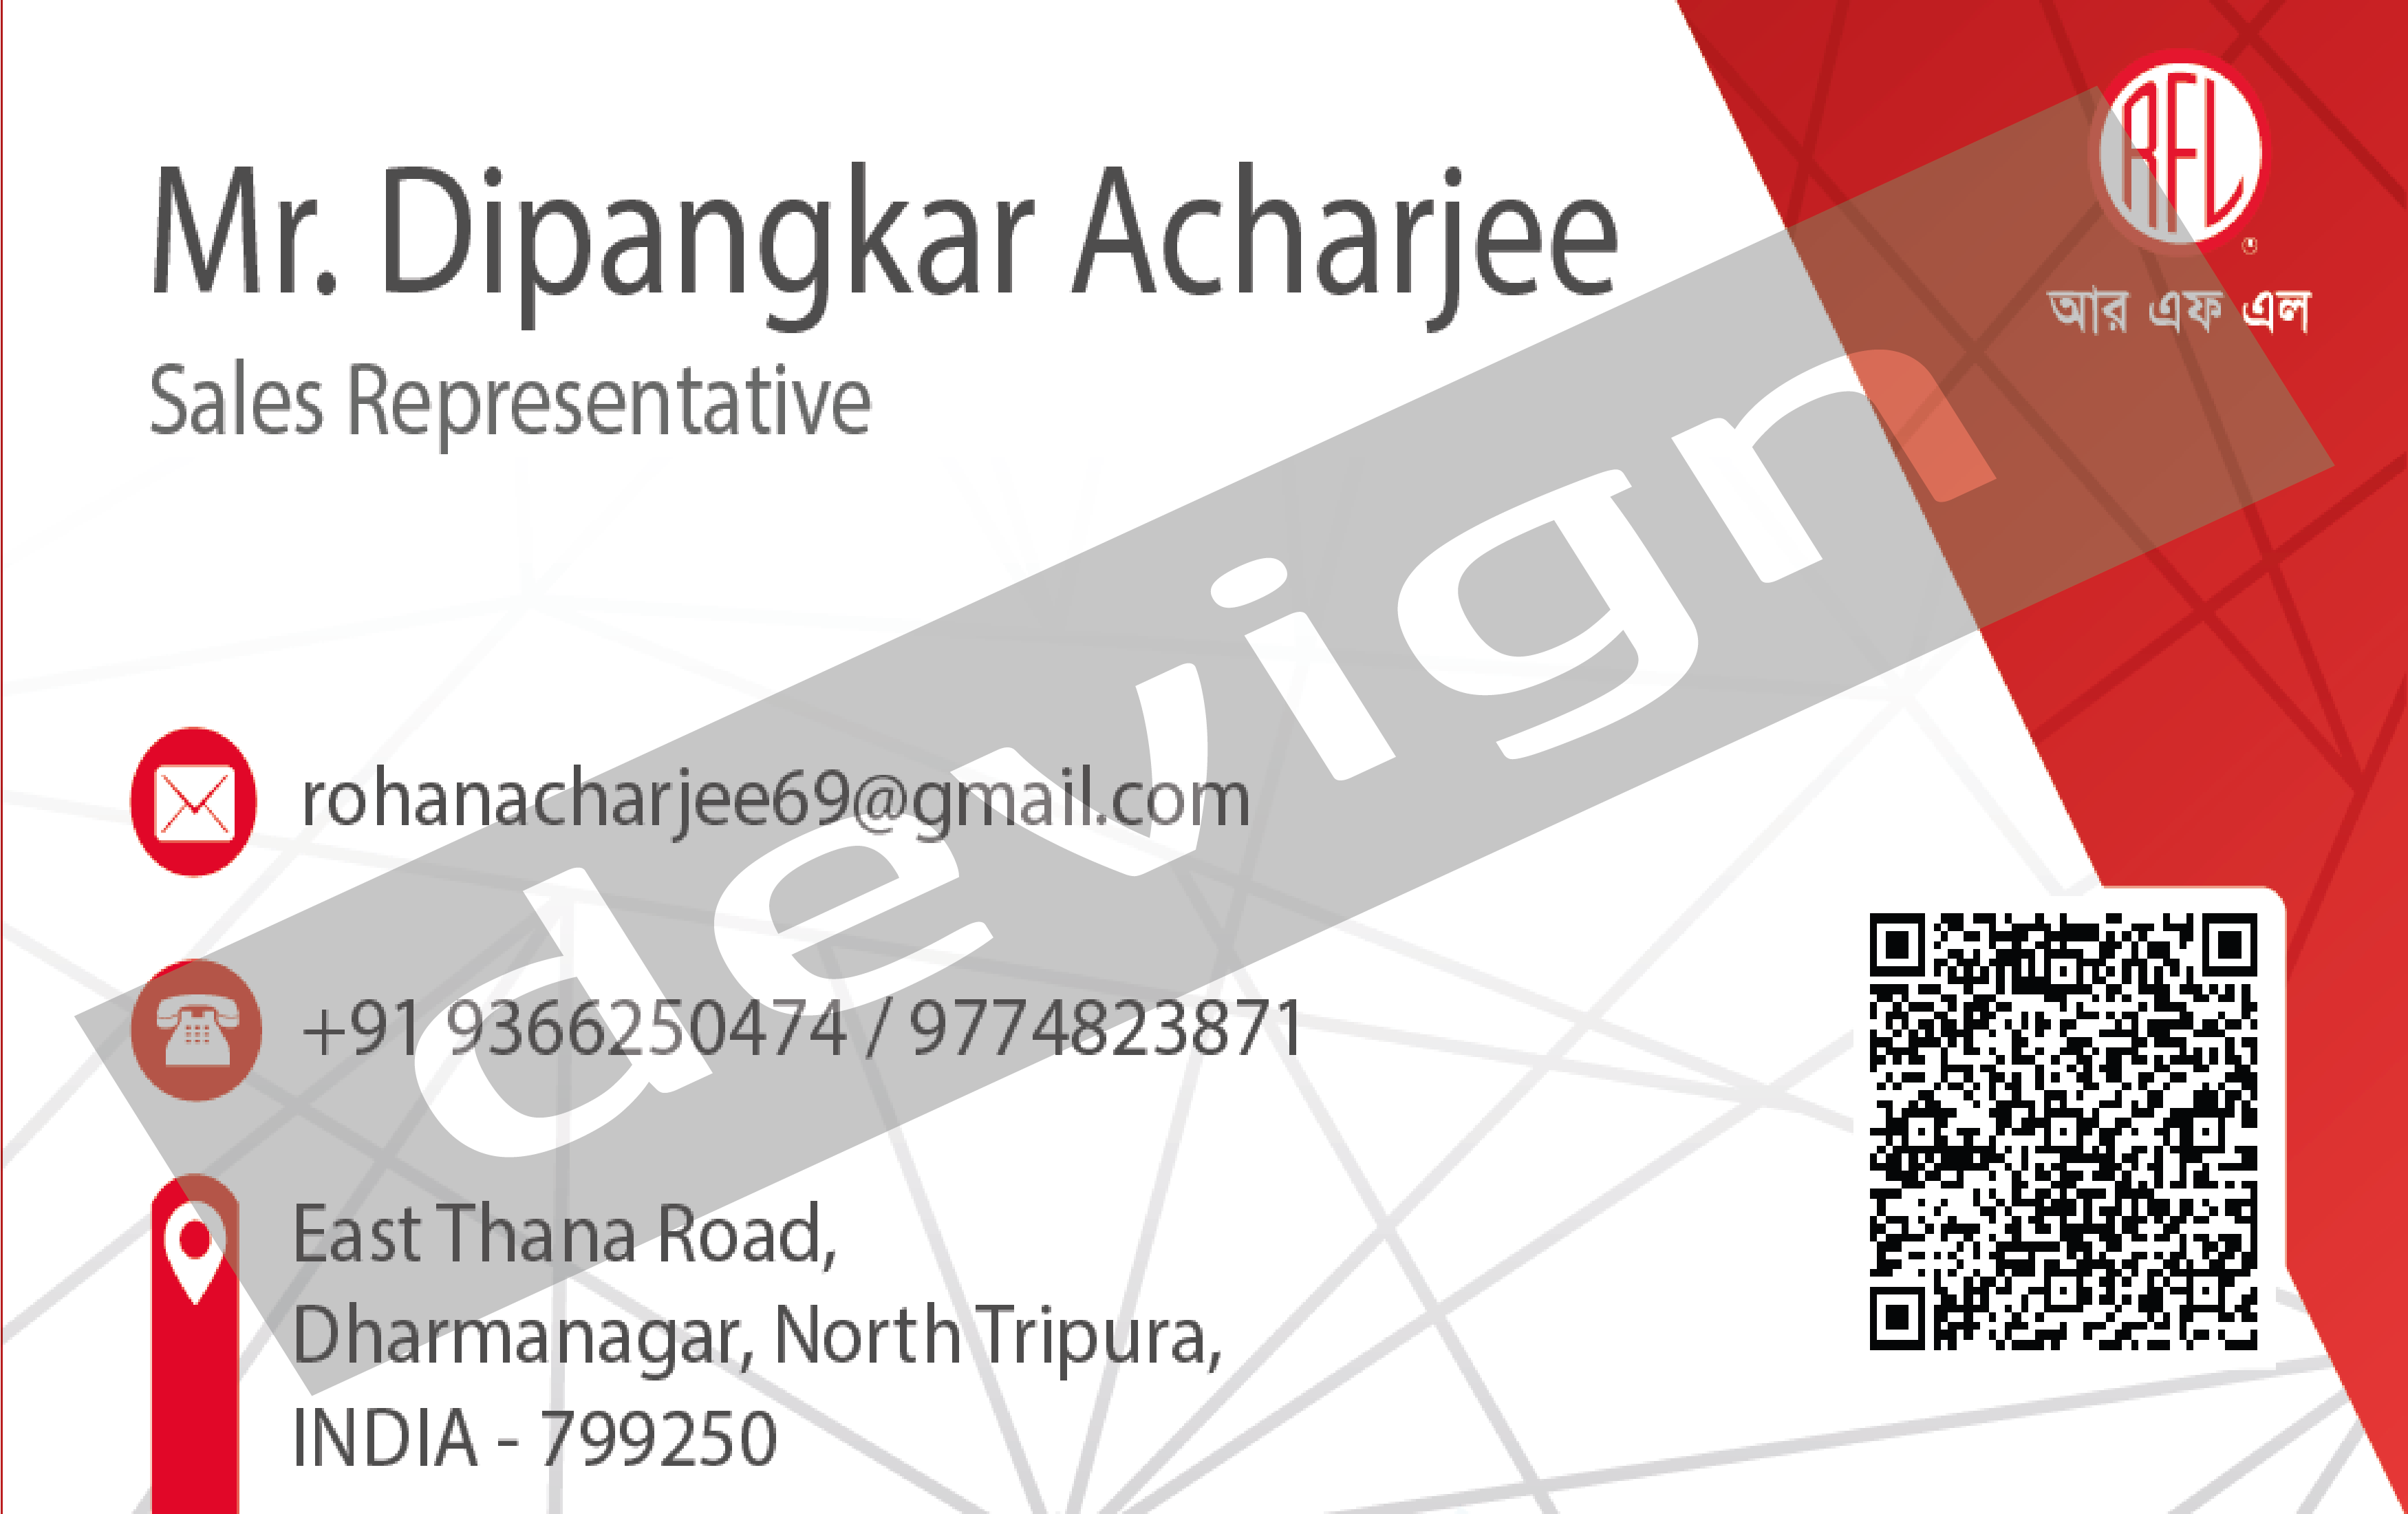 Mr. Dipangkar Acharjee
Sales Representative
RFL
আর এফ এল
devign
rohanacharjee69@gmail.com
+91 9366250474 / 9774823871
East Thana Road,
Dharmanagar, North Tripura,
INDIA - 799250